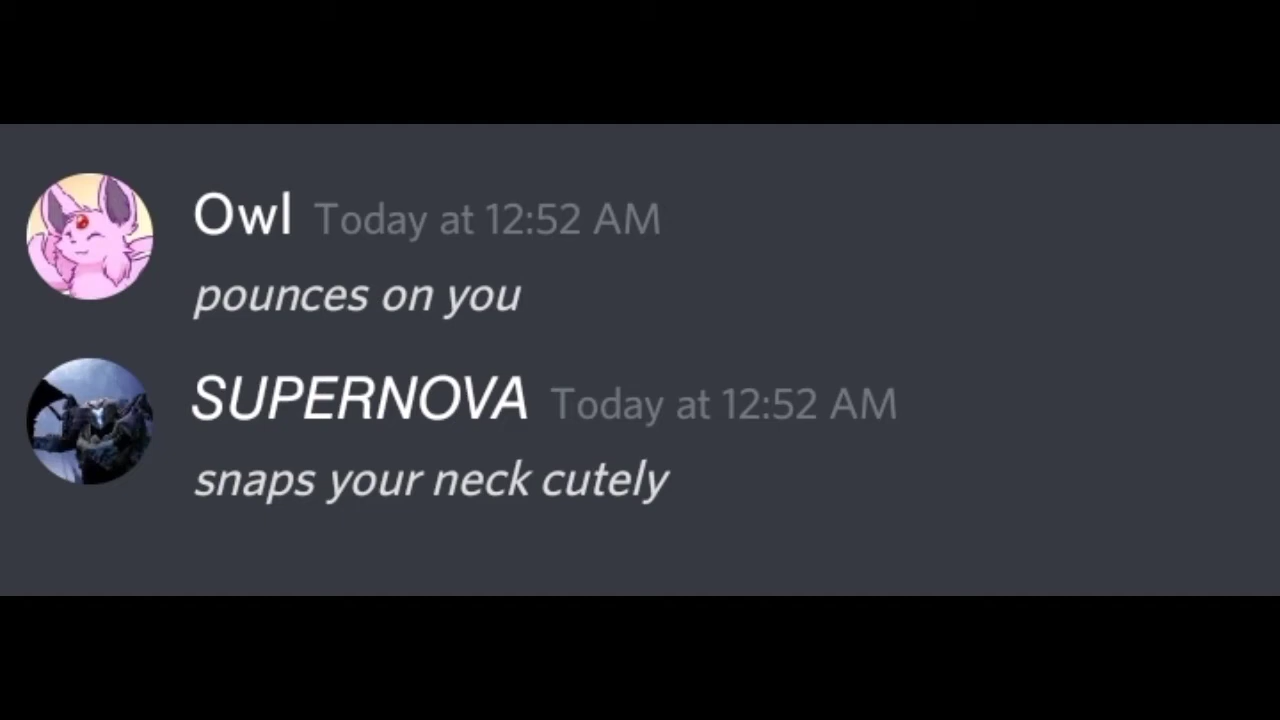 Owl Today at 12:52 AM
pounces on you
SUPERNOVA Today at 12:52 AM
snaps your neck cutely